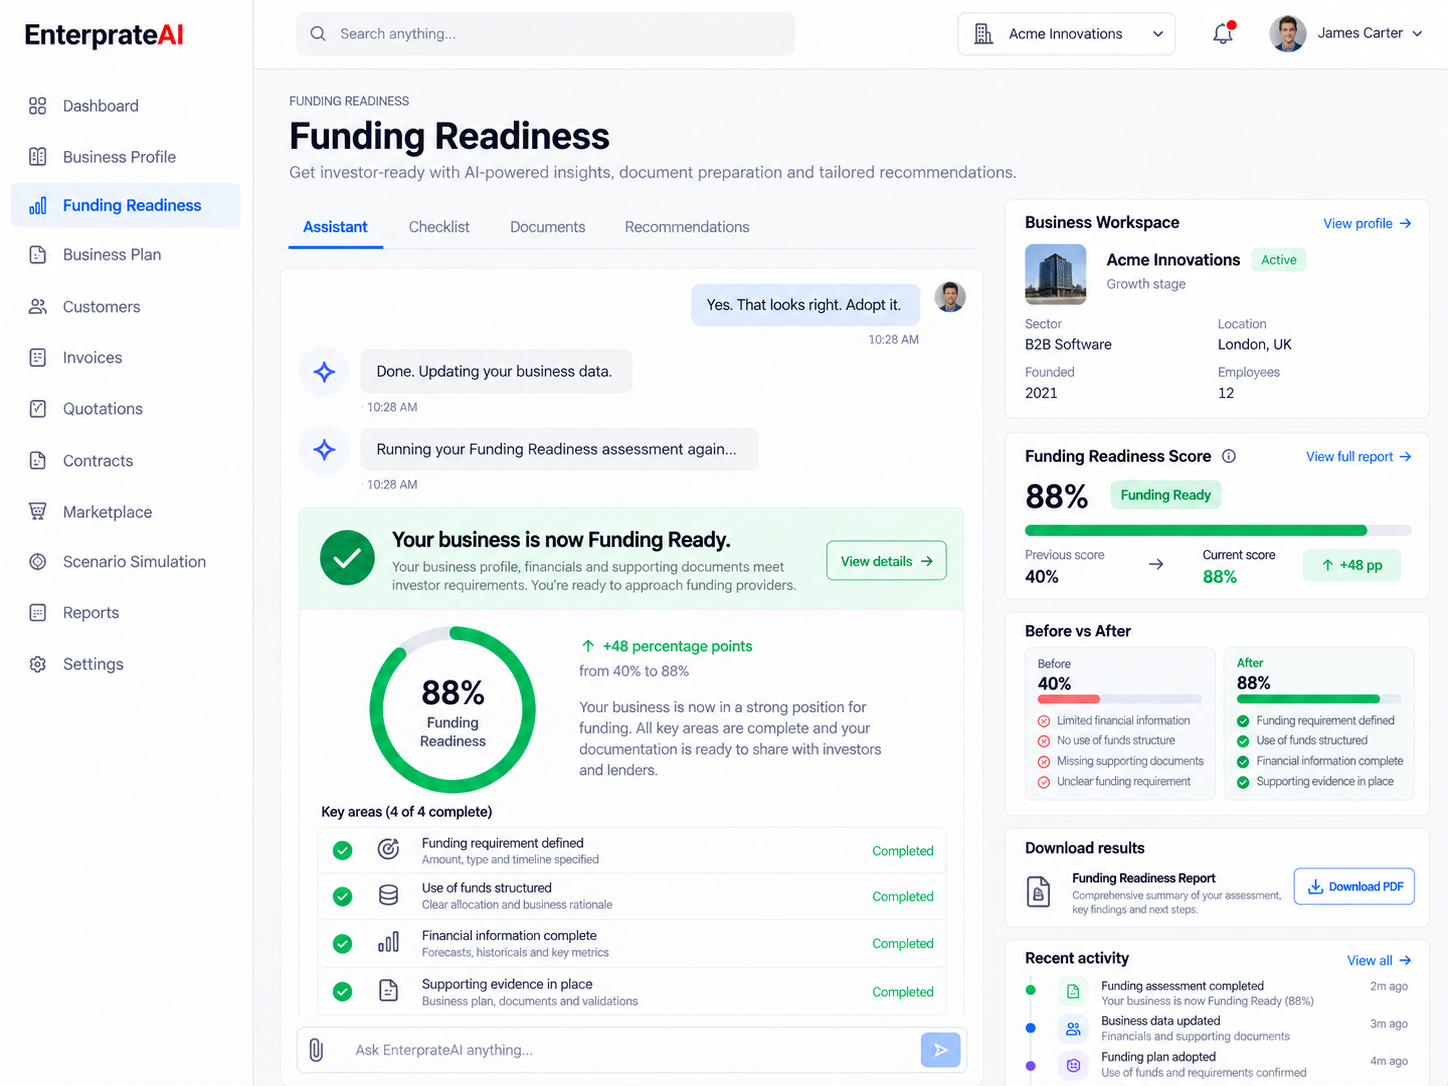 EnterprateAI
Search anything...
Acme Innovations
James Carter
Dashboard
Business Profile
Funding Readiness
Business Plan
Customers
Invoices
Quotations
Contracts
Marketplace
Scenario Simulation
Reports
Settings
FUNDING READINESS
Funding Readiness
Get investor-ready with AI-powered insights, document preparation and tailored recommendations.
Assistant
Checklist
Documents
Recommendations
Yes. That looks right. Adopt it.
10:28 AM
Done. Updating your business data.
· 10:28 AM
Running your Funding Readiness assessment again...
· 10:28 AM
Your business is now Funding Ready.
Your business profile, financials and supporting documents meet
investor requirements. You're ready to approach funding providers.
View details →
88%
Funding
Readiness
↑ +48 percentage points
from 40% to 88%
Your business is now in a strong position for
funding. All key areas are complete and your
documentation is ready to share with investors
and lenders.
Key areas (4 of 4 complete)
Funding requirement defined
Amount, type and timeline specified
Completed
Use of funds structured
Clear allocation and business rationale
Completed
Financial information complete
Forecasts, historicals and key metrics
Completed
Supporting evidence in place
Business plan, documents and validations
Completed
Ask EnterprateAI anything...
Business Workspace
View profile →
Acme Innovations
Active
Growth stage
Sector
B2B Software
Location
London, UK
Founded
2021
Employees
12
Funding Readiness Score
View full report →
88%
Funding Ready
Previous score
40%
→
Current score
88%
↑ +48 pp
Before vs After
Before
40%
Limited financial information
No use of funds structure
Missing supporting documents
Unclear funding requirement
After
88%
Funding requirement defined
Use of funds structured
Financial information complete
Supporting evidence in place
Download results
Funding Readiness Report
Comprehensive summary of your assessment,
key findings and next steps.
Download PDF
Recent activity
View all →
Funding assessment completed
2m ago
Your business is now Funding Ready (88%)
Business data updated
3m ago
Financials and supporting documents
Funding plan adopted
4m ago
Use of funds and requirements confirmed